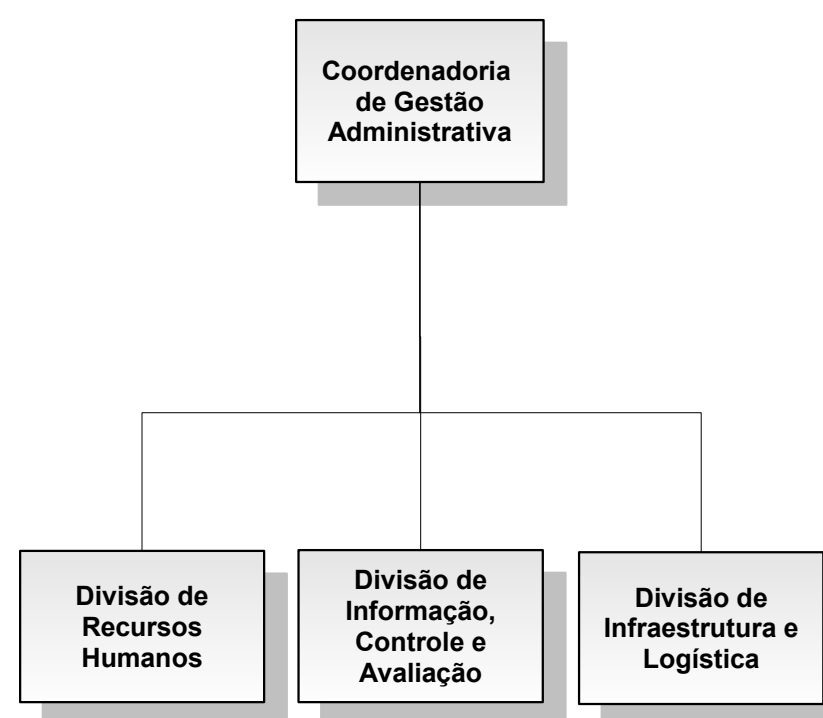 Coordenadoria
de Gestão
Administrativa
Divisão de
Recursos
Humanos
Divisão de
Informação,
Controle e
Avaliação
Divisão de
Infraestrutura e
Logística